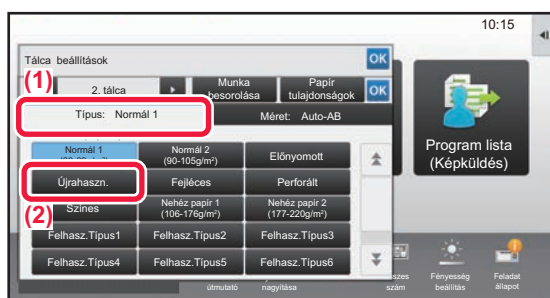 10:15
Tálca beállítások
OK
(1)
2. tálca
Munka
besorolása
Papír
tulajdonságok
OK
Típus: Normál 1
Méret: Auto-AB
Normál 1
Normál 2
(90-105g/m²)
Előnyomott
Újrahaszn.
Fejléces
Perforált
(2)
Színes
Nehéz papír 1
(106-176g/m²)
Nehéz papír 2
(177-220g/m²)
Felhasz.Típus1
Felhasz.Típus2
Felhasz.Típus3
Felhasz.Típus4
Felhasz.Típus5
Felhasz.Típus6
Program lista
(Képküldés)
útmutató
nagyítása
szám
Fényesség
beállítás
Feladat
állapot